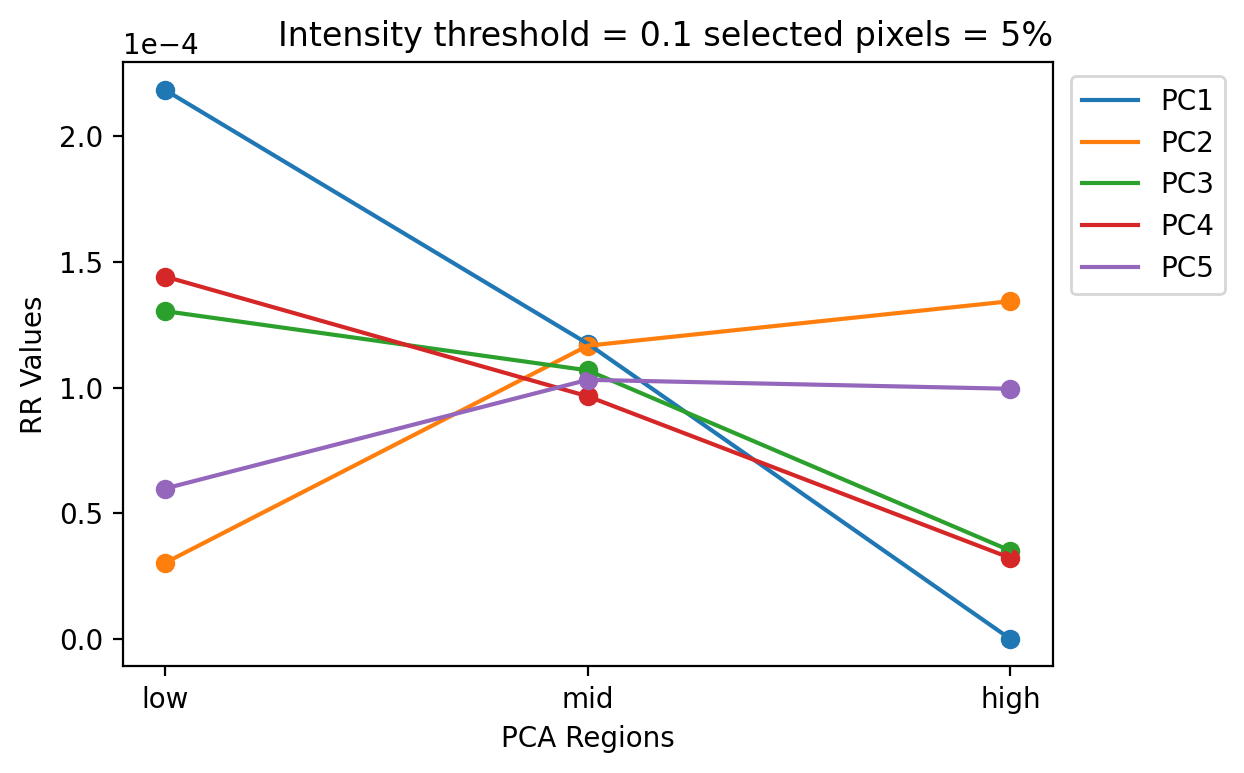 Intensity threshold = 0.1 selected pixels = 5%
1e−4
2.0
1.5
1.0
0.5
0.0
RR Values
low mid high
PCA Regions
PC1
PC2
PC3
PC4
PC5